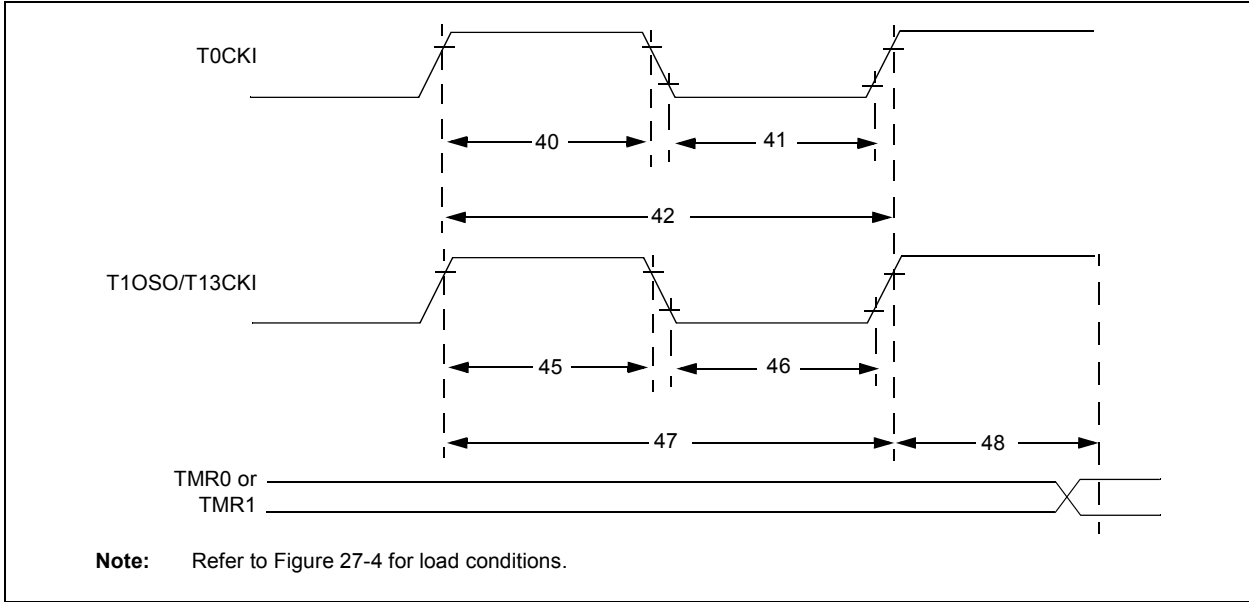 T0CKI
40
41
42
T1OSO/T13CKI
45
46
47
48
TMR0 or
TMR1
Note: Refer to Figure 27-4 for load conditions.